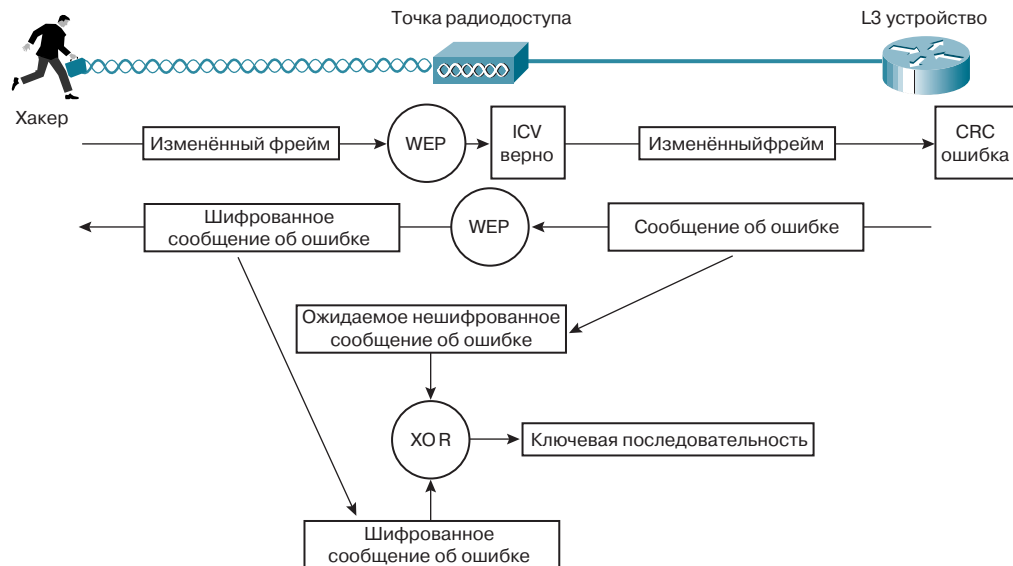 Точка радиодоступа
L3 устройство
Хакер
Изменённый фрейм
WEP
ICV
верно
Изменённыйфрейм
CRC
ошибка
Шифрованное
сообщение об ошибке
WEP
Сообщение об ошибке
Ожидаемое нешифрованное
сообщение об ошибке
XOR
Ключевая последовательность
Шифрованное
сообщение об ошибке